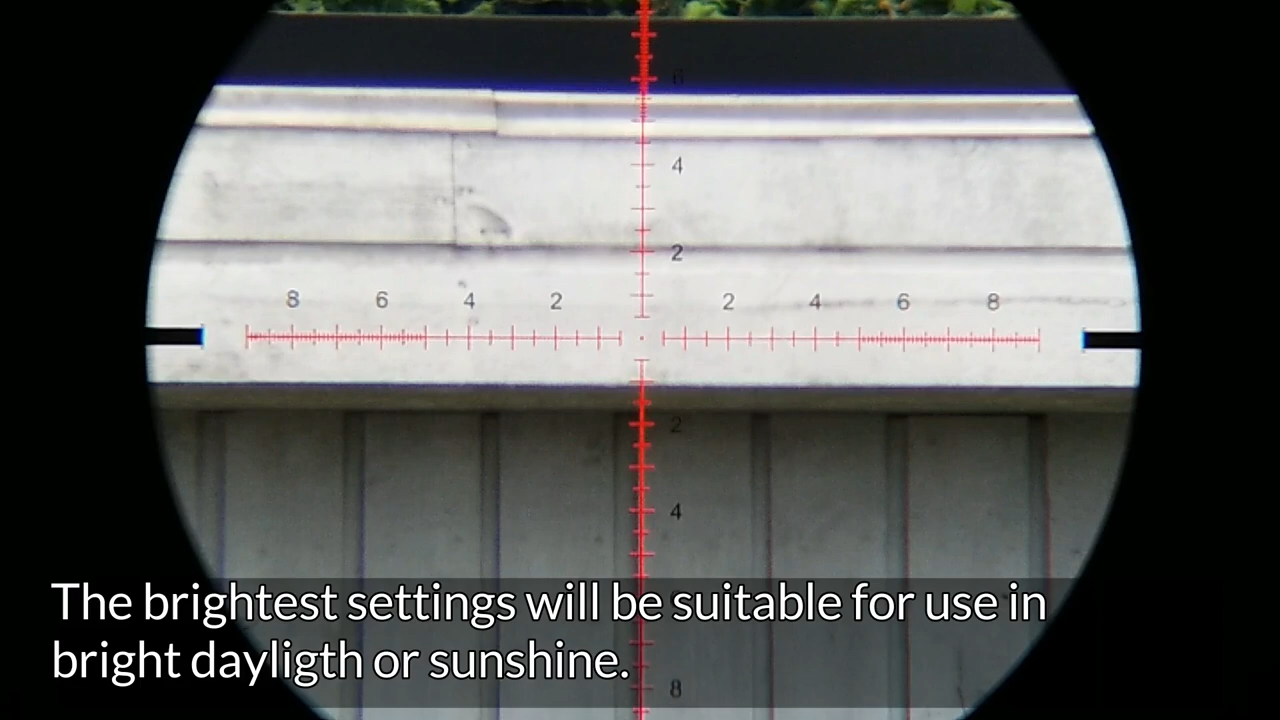 6
4
2
8 6 4 2 2 4 6 8
2
4
The brightest settings will be suitable for use in
bright dayligth or sunshine.
8